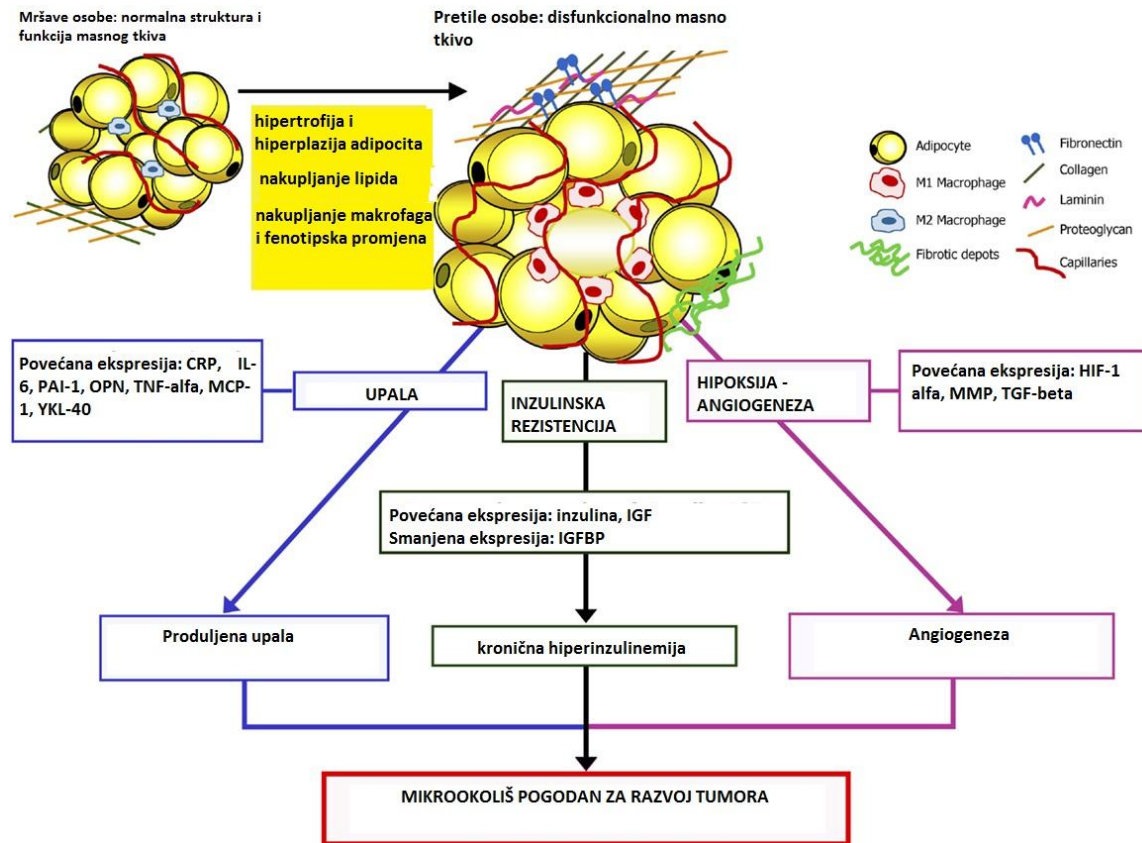 Mršave osobe: normalna struktura i
funkcija masnog tkiva
Pretile osobe: disfunkcionalno masno
tkivo
hipertrofija i
hiperplazija adipocita
nakupljanje lipida
nakupljanje makrofaga
i fenotipska promjena
Adipocyte
M1 Macrophage
M2 Macrophage
Fibrotic depots
Fibronectin
Collagen
Laminin
Proteoglycan
Capillaries
Povećana ekspresija: CRP, IL-
6, PAI-1, OPN, TNF-alfa, MCP-
1, YKL-40
UPALA
INZULINSKA
REZISTENCIJA
HIPOKSIJA -
ANGIOGENEZA
Povećana ekspresija: HIF-1
alfa, MMP, TGF-beta
Povećana ekspresija: inzulina, IGF
Smanjena ekspresija: IGFBP
Produljena upala
kronična hiperinzulinemija
Angiogeneza
MIKROOKOLIŠ POGODAN ZA RAZVOJ TUMORA